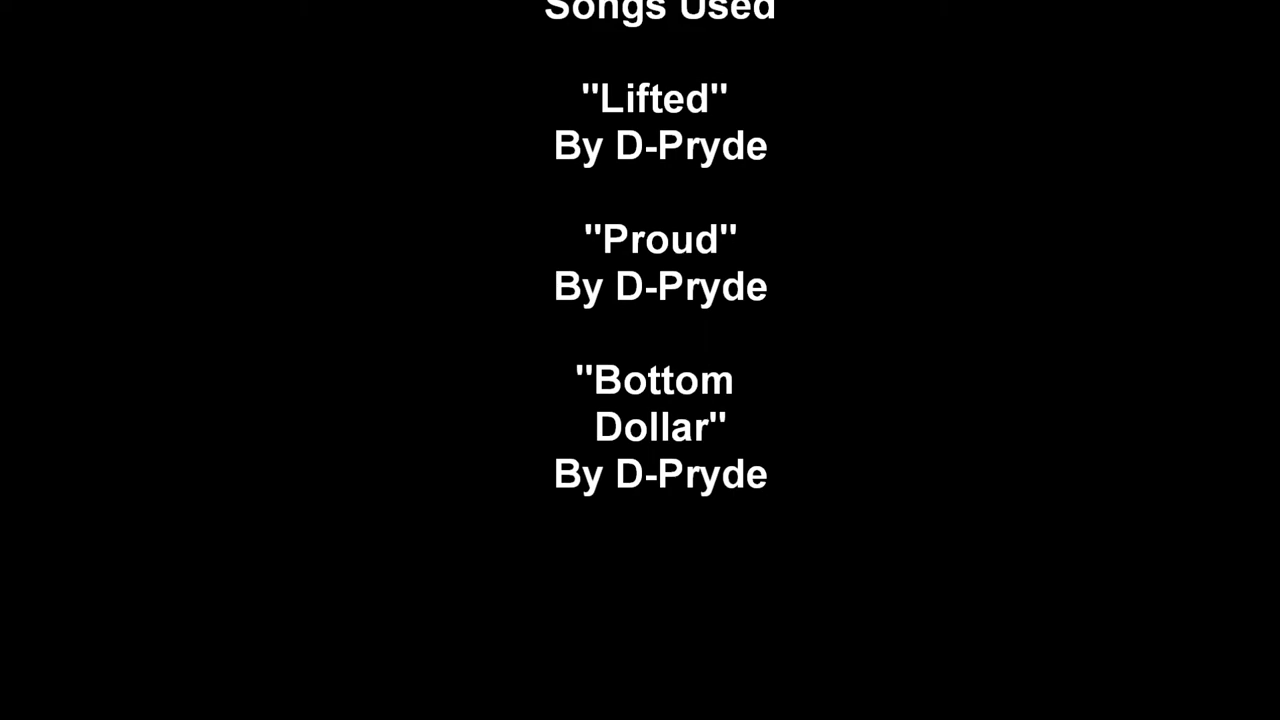 Songs Used
"Lifted"
By D-Pryde
"Proud"
By D-Pryde
"Bottom
Dollar"
By D-Pryde